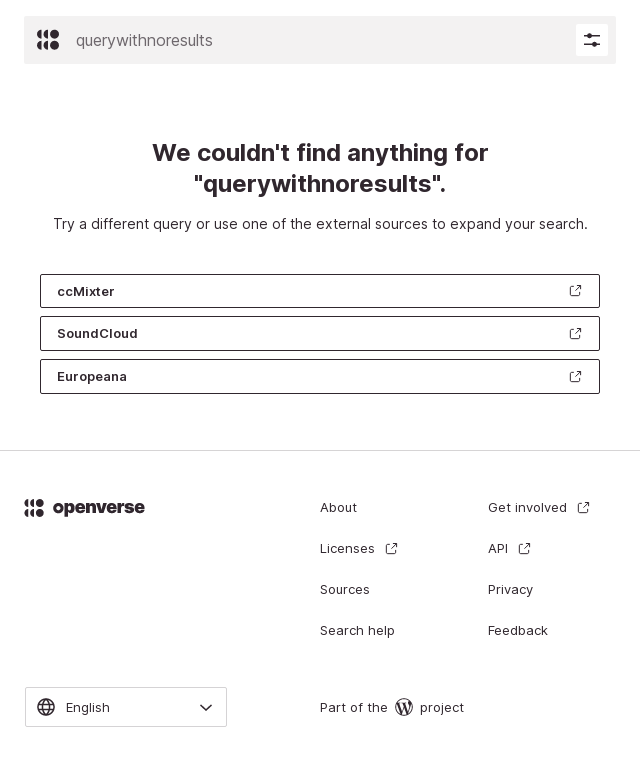 querywithnoresults
We couldn't find anything for
"querywithnoresults".
Try a different query or use one of the external sources to expand your search.
ccMixter
SoundCloud
Europeana
openverse
About
Get involved
Licenses
API
Sources
Privacy
Search help
Feedback
English
Part of the project